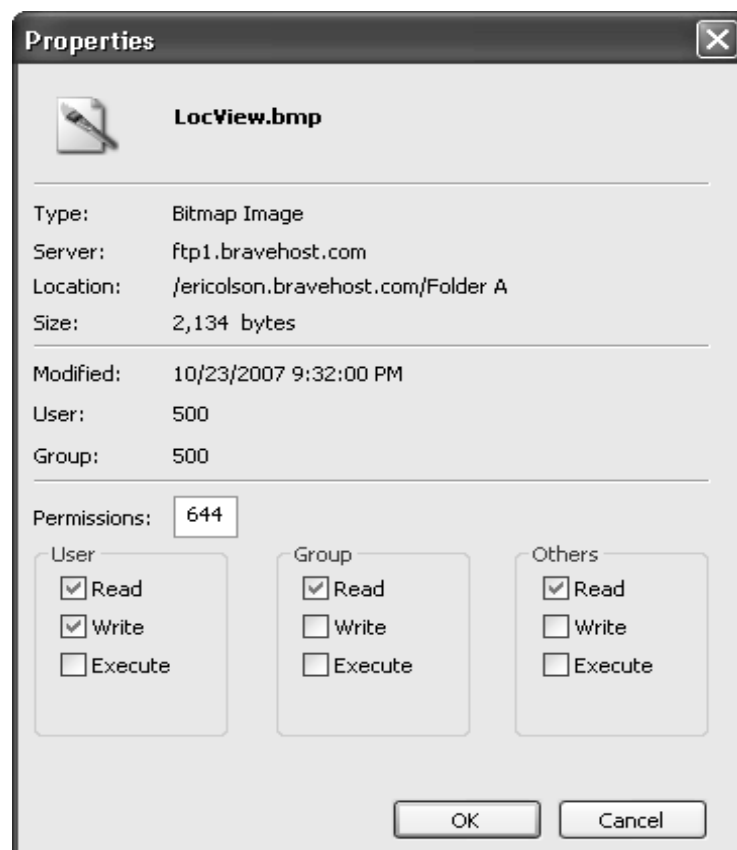 Properties
LocView.bmp
Type: Bitmap Image
Server: ftp1.bravehost.com
Location: /ericolson.bravehost.com/Folder A
Size: 2,134 bytes
Modified: 10/23/2007 9:32:00 PM
User: 500
Group: 500
Permissions: 644
User Group Others
Read Read Read
Write Write Write
Execute Execute Execute
OK Cancel